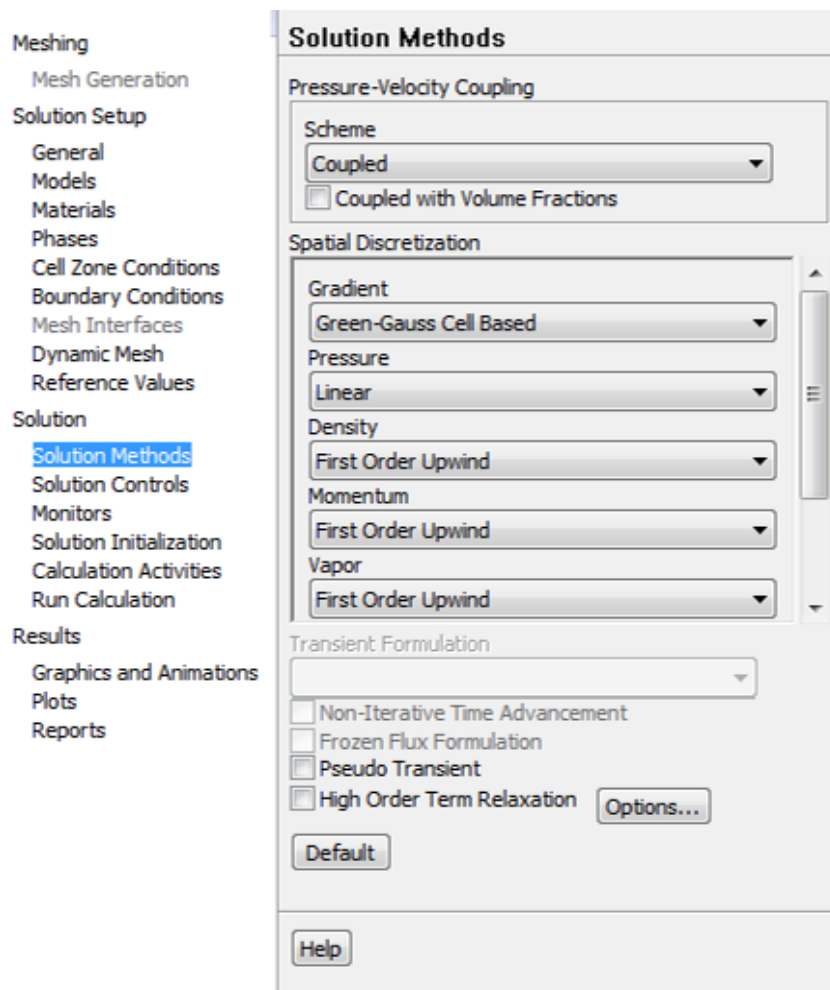 Meshing
Mesh Generation
Solution Setup
General
Models
Materials
Phases
Cell Zone Conditions
Boundary Conditions
Mesh Interfaces
Dynamic Mesh
Reference Values
Solution
Solution Methods
Solution Controls
Monitors
Solution Initialization
Calculation Activities
Run Calculation
Results
Graphics and Animations
Plots
Reports
Solution Methods
Pressure-Velocity Coupling
Scheme
Coupled
Coupled with Volume Fractions
Spatial Discretization
Gradient
Green-Gauss Cell Based
Pressure
Linear
Density
First Order Upwind
Momentum
First Order Upwind
Vapor
First Order Upwind
Transient Formulation
Non-Iterative Time Advancement
Frozen Flux Formulation
Pseudo Transient
High Order Term Relaxation
Options...
Default
Help